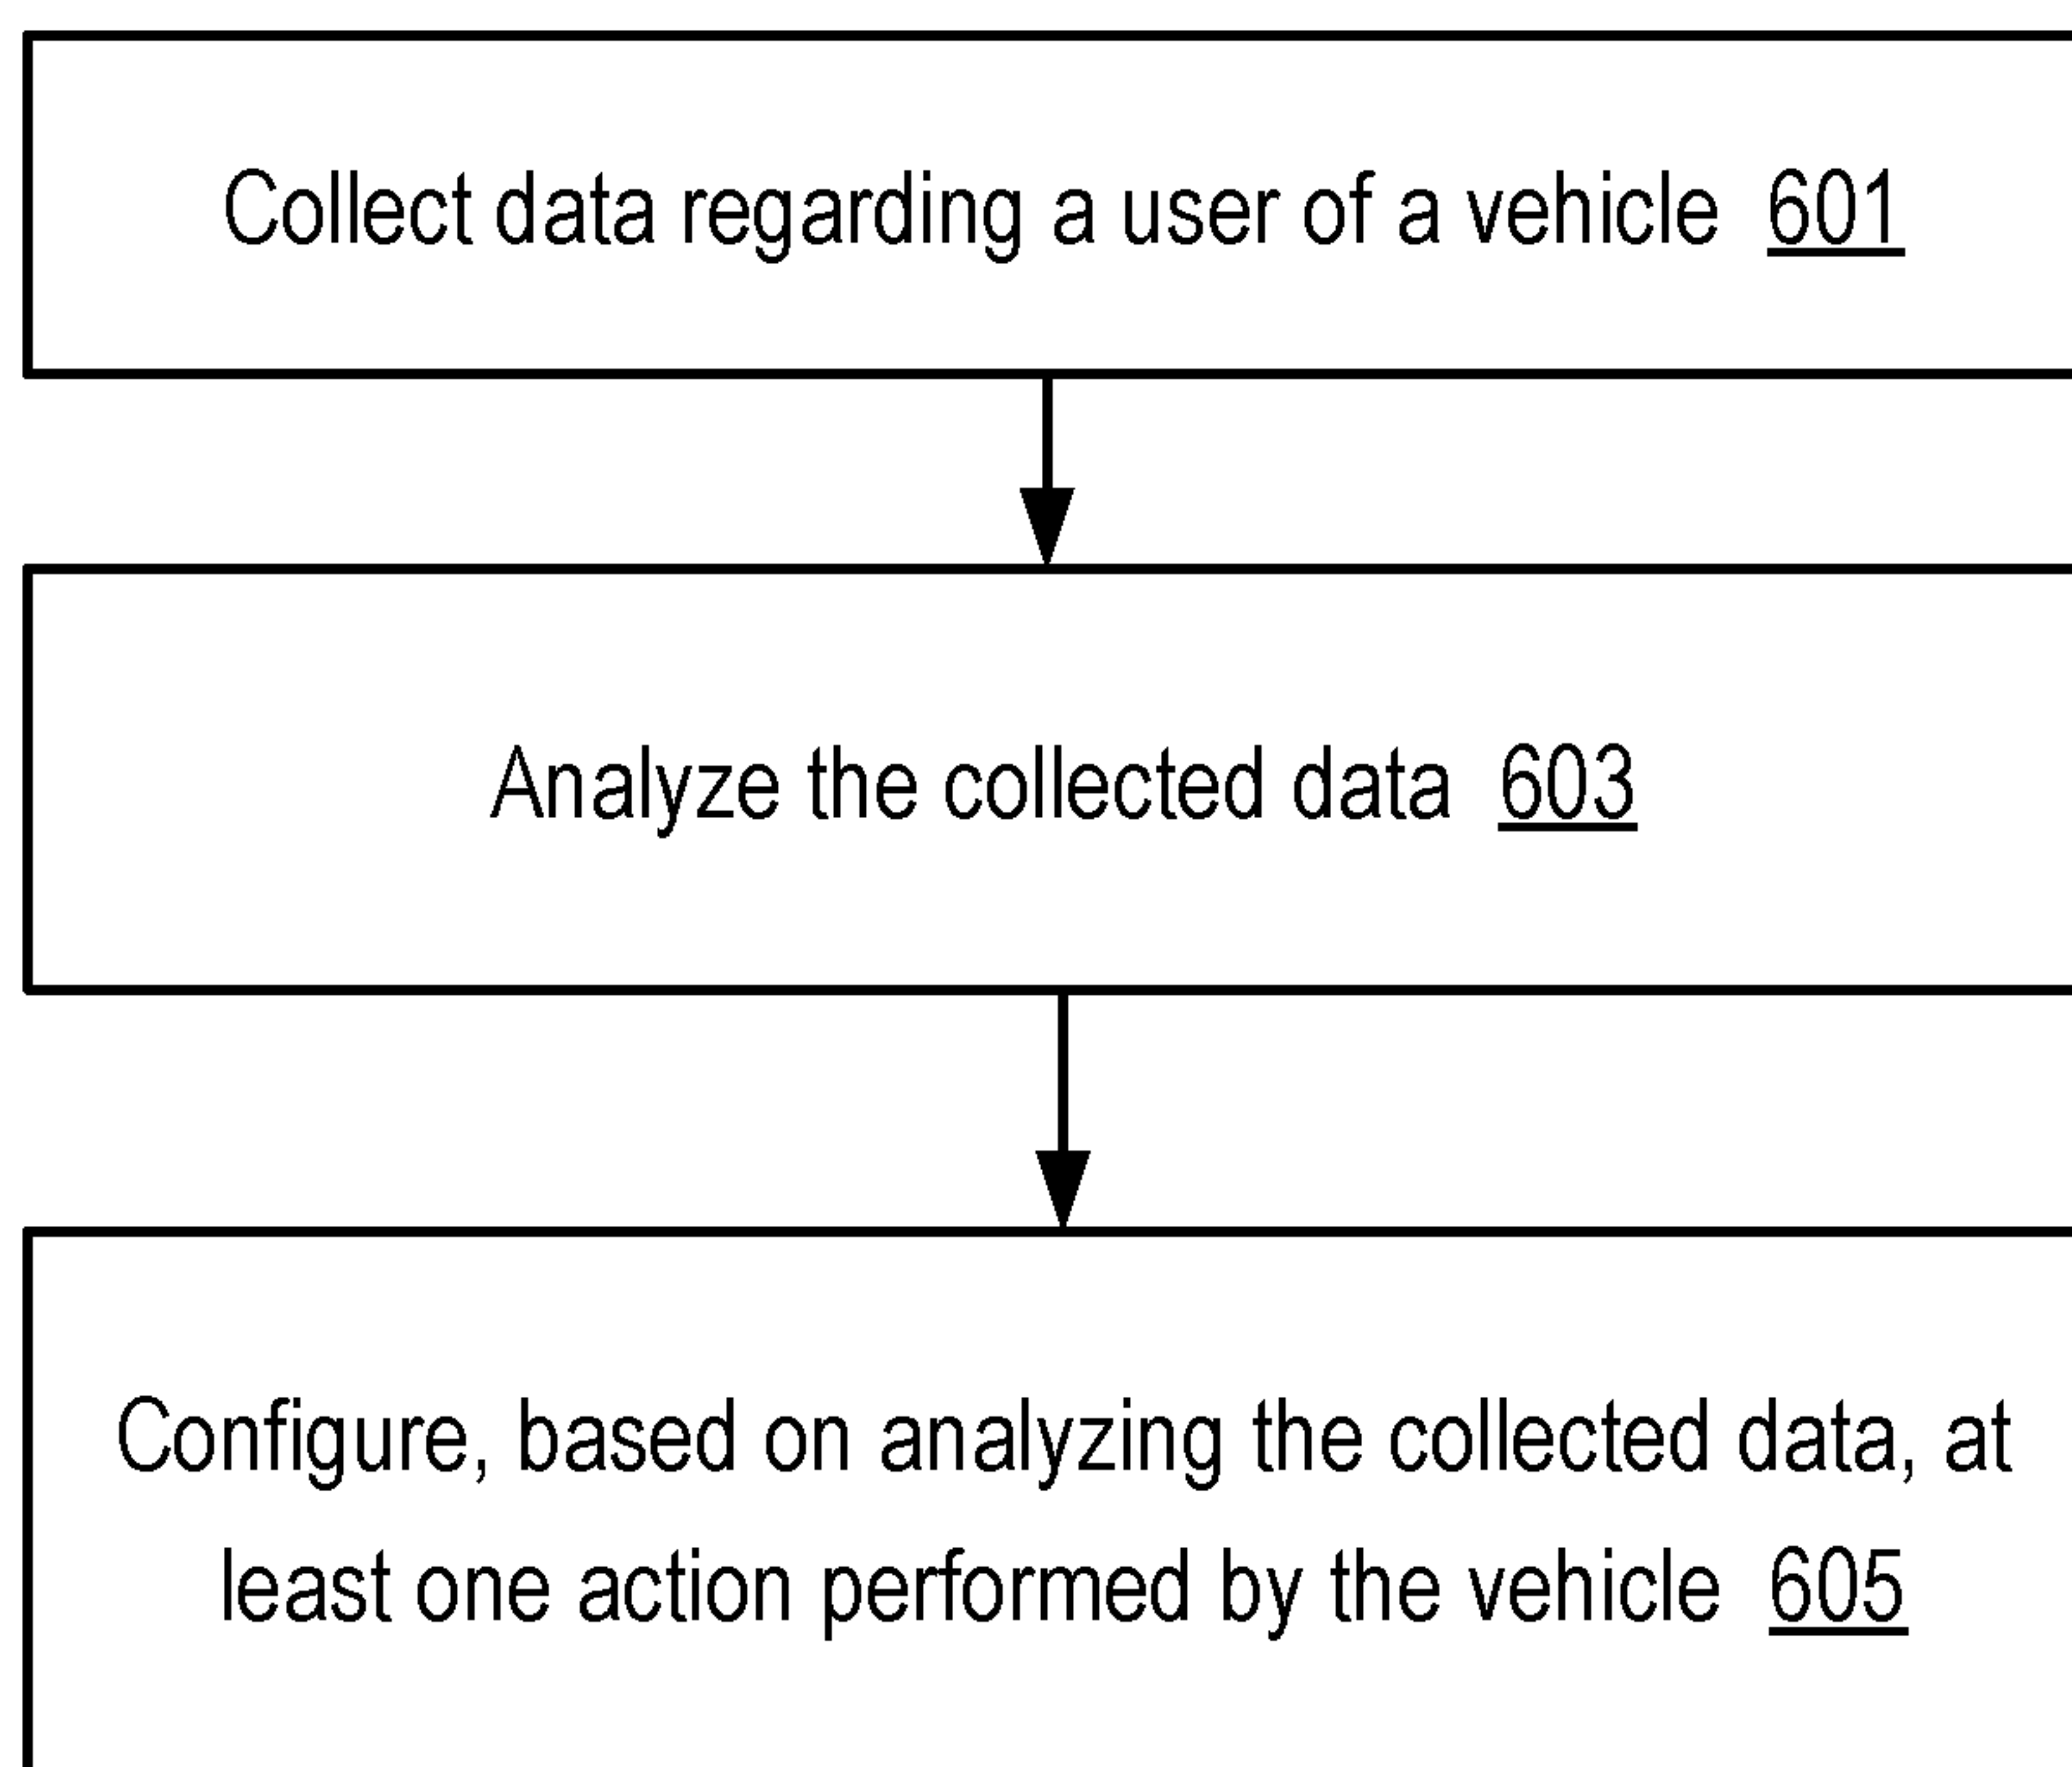 Collect data regarding a user of a vehicle 601
Analyze the collected data 603
Configure, based on analyzing the collected data, at
least one action performed by the vehicle 605